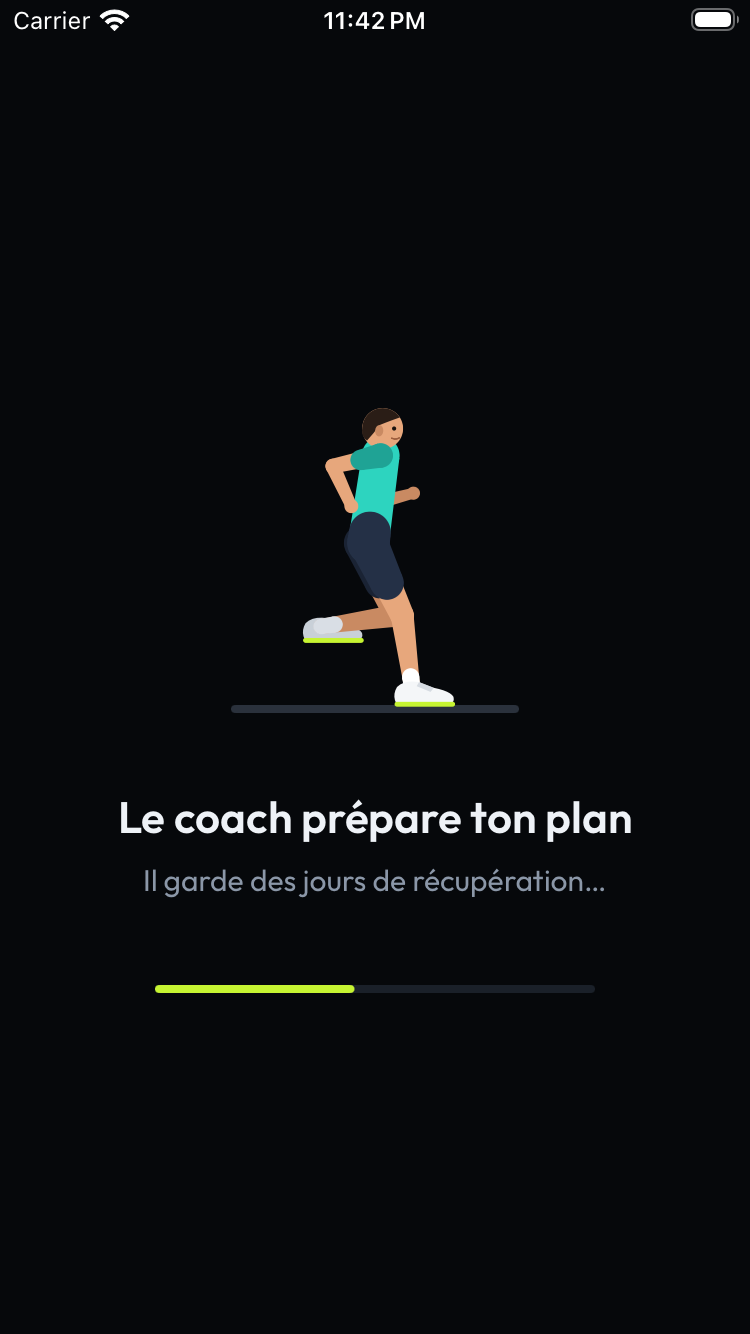 Carrier 11:42 PM
Le coach prépare ton plan
Il garde des jours de récupération…